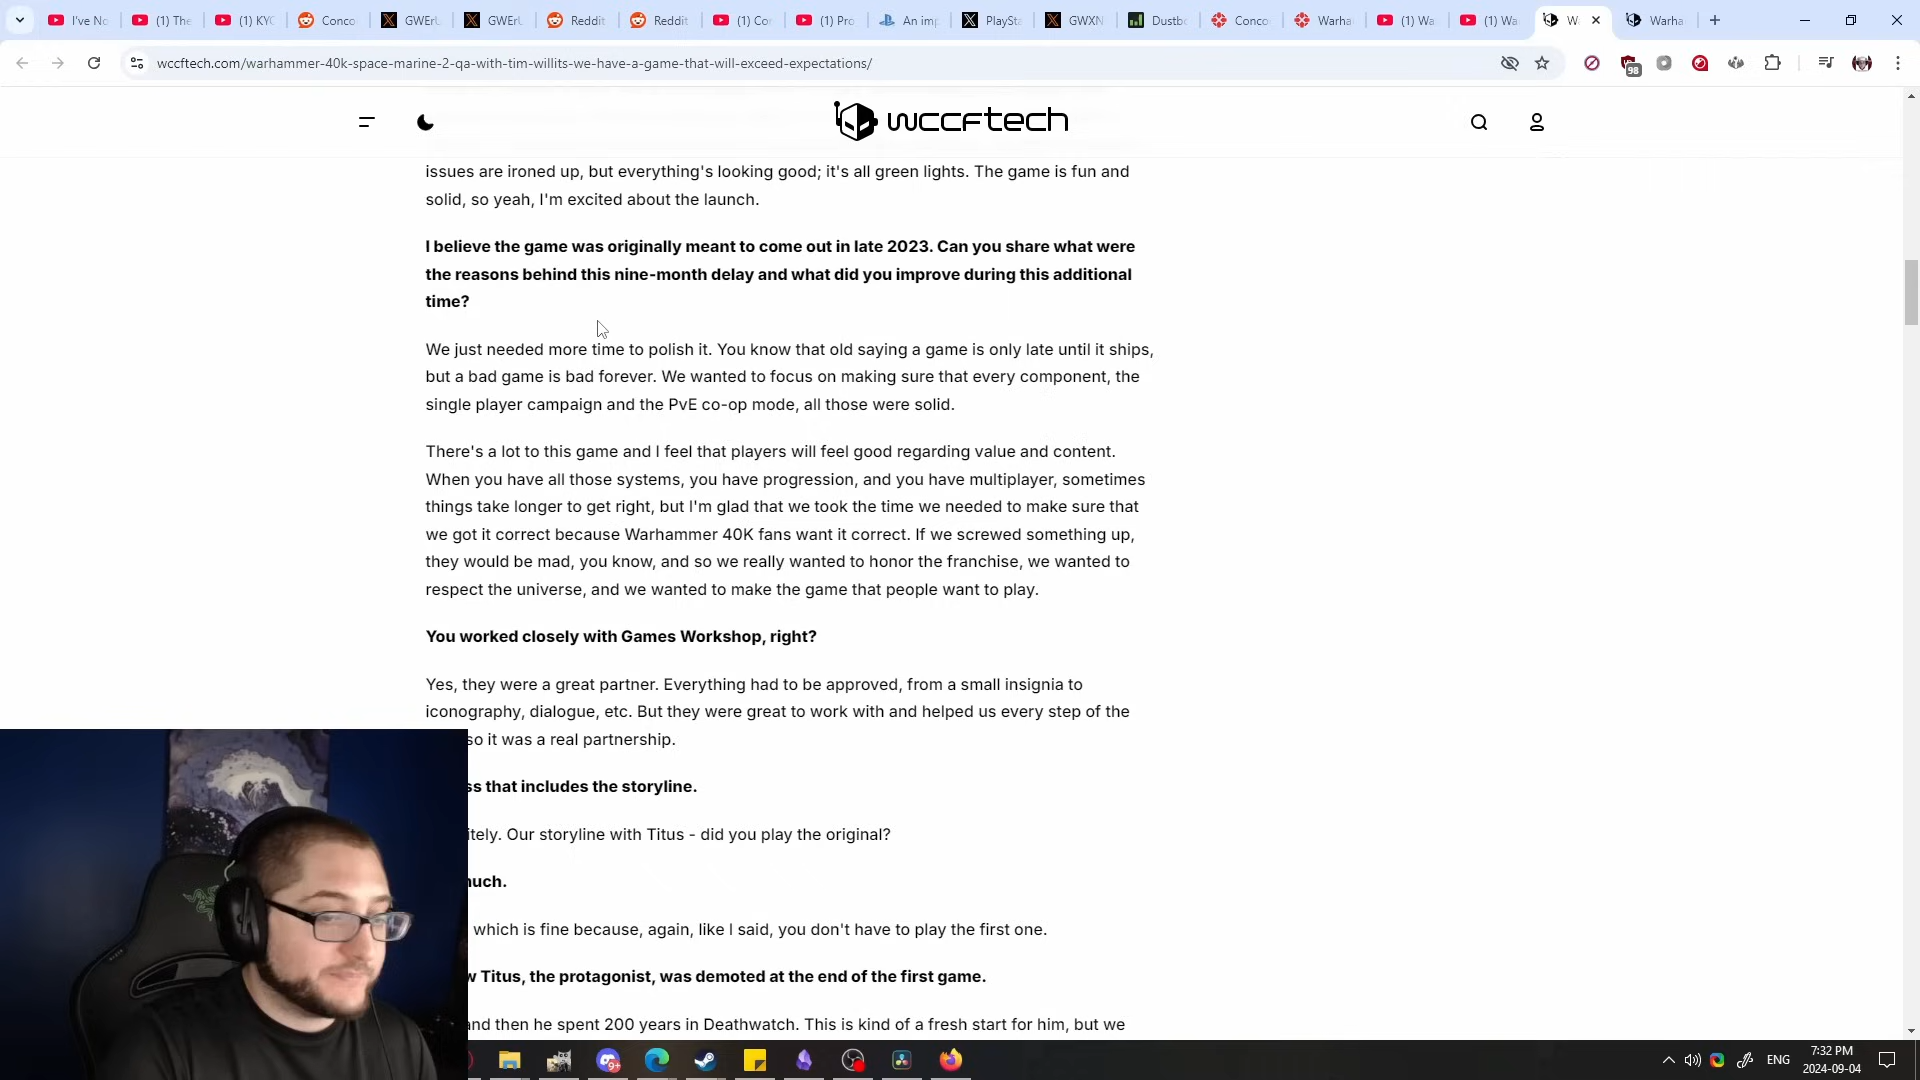 I've No
(1) The
(1) KYC
Conco
GWErL
GWErL
Reddit
Reddit
(1) Co
(1) Pro
An imp
PlaySta
GWXN
Dustb
Conco
Warha
(1) Wa
(1) Wa
Wa
Warha
wccftech.com/warhammer-40k-space-marine-2-qa-with-tim-willits-we-have-a-game-that-will-exceed-expectations/
98
wccftech
issues are ironed up, but everything's looking good; it's all green lights. The game is fun and
solid, so yeah, I'm excited about the launch.
I believe the game was originally meant to come out in late 2023. Can you share what were
the reasons behind this nine-month delay and what did you improve during this additional
time?
We just needed more time to polish it. You know that old saying a game is only late until it ships,
but a bad game is bad forever. We wanted to focus on making sure that every component, the
single player campaign and the PvE co-op mode, all those were solid.
There's a lot to this game and I feel that players will feel good regarding value and content.
When you have all those systems, you have progression, and you have multiplayer, sometimes
things take longer to get right, but I'm glad that we took the time we needed to make sure that
we got it correct because Warhammer 40K fans want it correct. If we screwed something up,
they would be mad, you know, and so we really wanted to honor the franchise, we wanted to
respect the universe, and we wanted to make the game that people want to play.
You worked closely with Games Workshop, right?
Yes, they were a great partner. Everything had to be approved, from a small insignia to
iconography, dialogue, etc. But they were great to work with and helped us every step of the
so it was a real partnership.
ss that includes the storyline.
itely. Our storyline with Titus - did you play the original?
uch.
which is fine because, again, like I said, you don't have to play the first one.
w Titus, the protagonist, was demoted at the end of the first game.
and then he spent 200 years in Deathwatch. This is kind of a fresh start for him, but we
9+
ENG
7:32 PM
2024-09-04